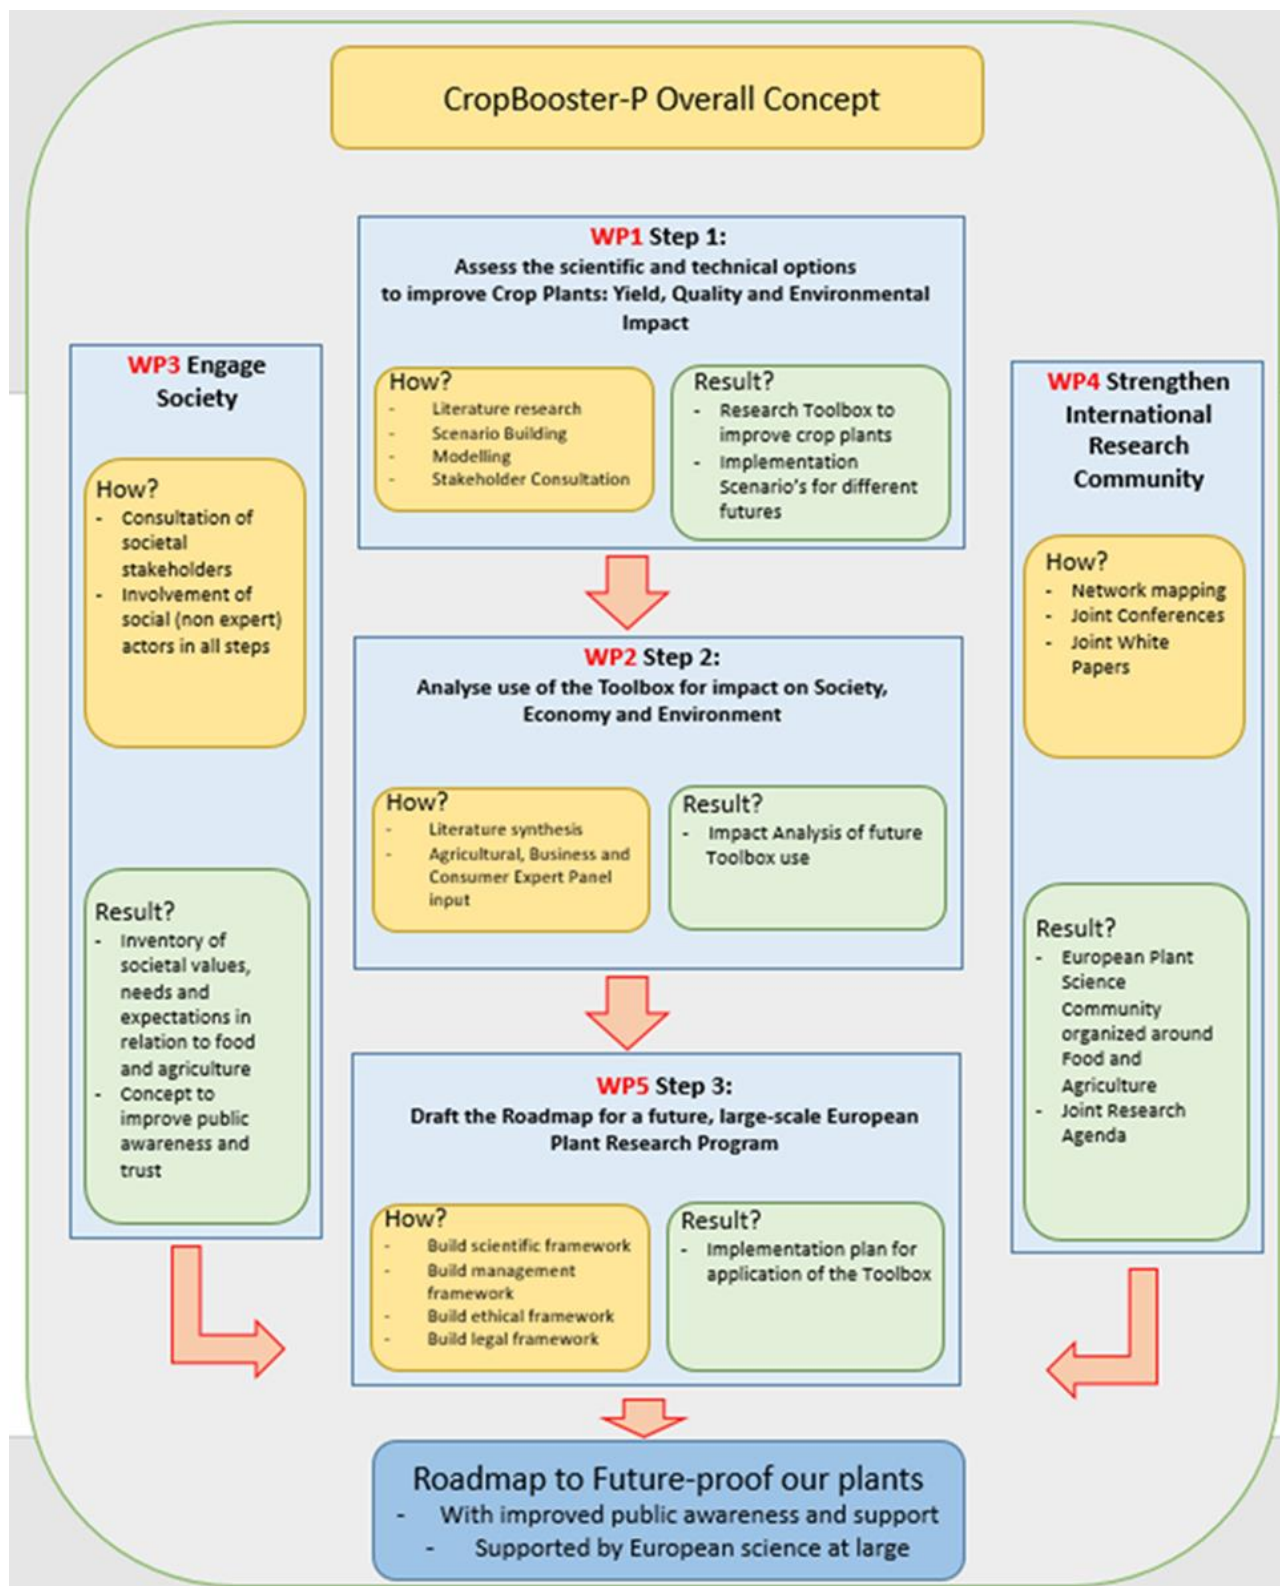 CropBooster-P Overall Concept
WP1 Step 1:
Assess the scientific and technical options
to improve Crop Plants: Yield, Quality and Environmental
Impact
How?
- Literature research
- Scenario Building
- Modelling
- Stakeholder Consultation
Result?
- Research Toolbox to
improve crop plants
- Implementation
Scenario's for different
futures
WP3 Engage
Society
How?
- Consultation of
societal
stakeholders
- Involvement of
social (non expert)
actors in all steps
Result?
- Inventory of
societal values,
needs and
expectations in
relation to food
and agriculture
- Concept to
improve public
awareness and
trust
WP4 Strengthen
International
Research
Community
How?
- Network mapping
- Joint Conferences
- Joint White
Papers
Result?
- European Plant
Science
Community
organized around
Food and
Agriculture
- Joint Research
Agenda
WP2 Step 2:
Analyse use of the Toolbox for impact on Society,
Economy and Environment
How?
- Literature synthesis
- Agricultural, Business and
Consumer Expert Panel
input
Result?
- Impact Analysis of future
Toolbox use
WP5 Step 3:
Draft the Roadmap for a future, large-scale European
Plant Research Program
How?
- Build scientific framework
- Build management
framework
- Build ethical framework
- Build legal framework
Result?
- Implementation plan for
application of the Toolbox
Roadmap to Future-proof our plants
- With improved public awareness and support
- Supported by European science at large